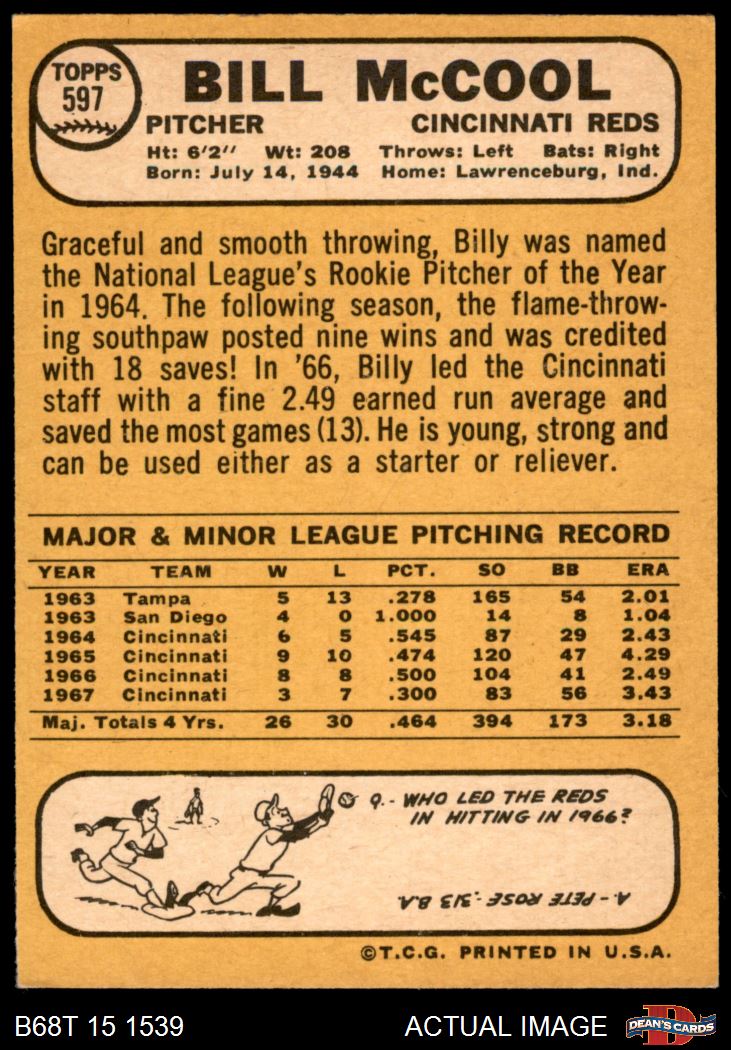 TOPPS
597
BILL McCOOL
PITCHER CINCINNATI REDS
Ht: 6'2" Wt: 208 Throws: Left Bats: Right
Born: July 14, 1944 Home: Lawrenceburg, Ind.
Graceful and smooth throwing, Billy was named
the National League's Rookie Pitcher of the Year
in 1964. The following season, the flame-throw-
ing southpaw posted nine wins and was credited
with 18 saves! In '66, Billy led the Cincinnati
staff with a fine 2.49 earned run average and
saved the most games (13). He is young, strong and
can be used either as a starter or reliever.
MAJOR & MINOR LEAGUE PITCHING RECORD
YEAR TEAM W L PCT. SO BB ERA
1963 Tampa 5 13 .278 165 54 2.01
1963 San Diego 4 0 1.000 14 8 1.04
1964 Cincinnati 6 5 .545 87 29 2.43
1965 Cincinnati 9 10 .474 120 47 4.29
1966 Cincinnati 8 8 .500 104 41 2.49
1967 Cincinnati 3 7 .300 83 56 3.43
Maj. Totals 4 Yrs. 26 30 .464 394 173 3.18
Q.- WHO LED THE REDS
IN HITTING IN 1966?
A.- PETE ROSE .313 B.A.
©T.C.G. PRINTED IN U.S.A.
B68T 15 1539 ACTUAL IMAGE DEAN'S CARDS